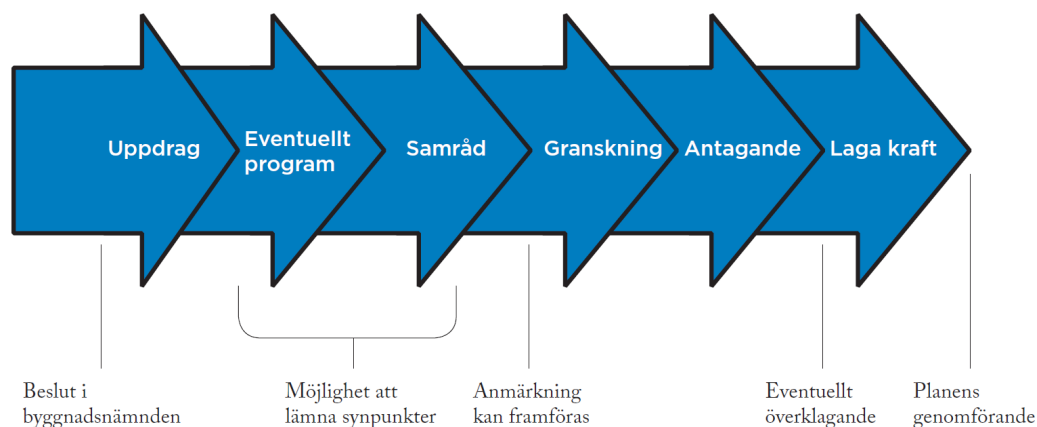 Uppdrag
Eventuellt
program
Samråd
Granskning
Antagande
Laga kraft
Beslut i
byggnadsnämnden
Möjlighet att
lämna synpunkter
Anmärkning
kan framföras
Eventuellt
överklagande
Planens
genomförande